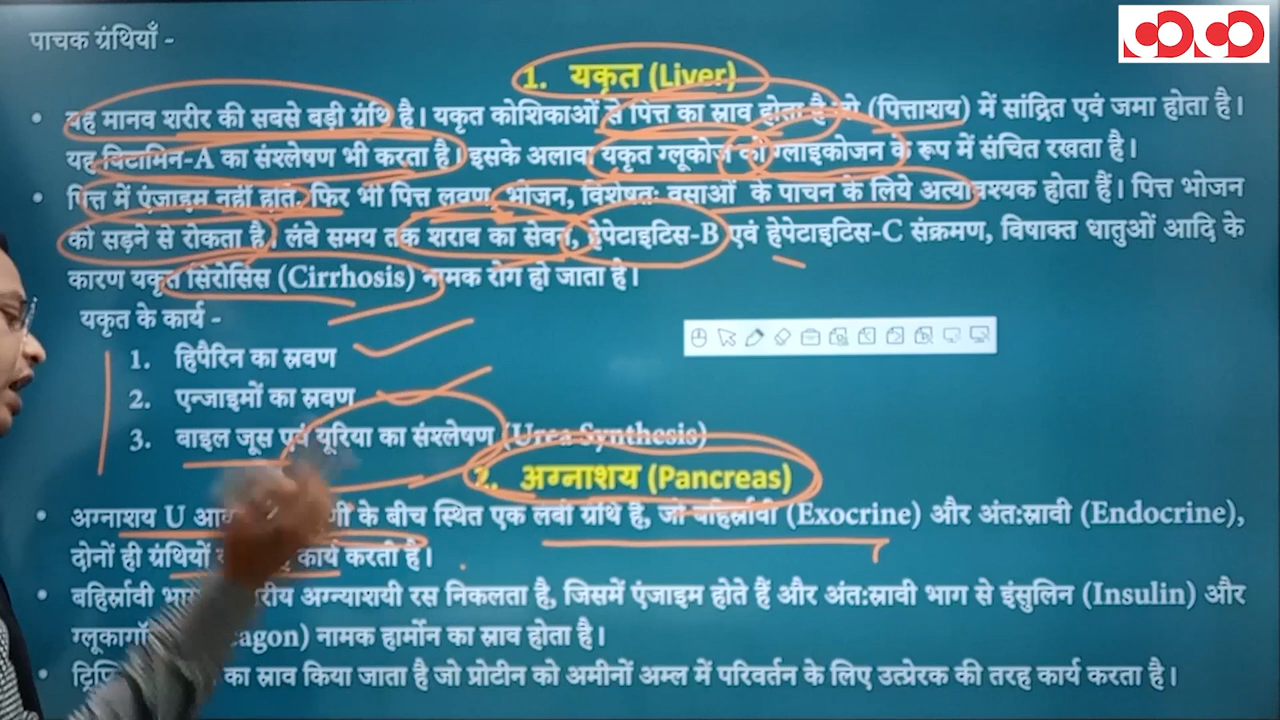 पाचक ग्रंथियाँ -
1. यकृत (Liver)
• यह मानव शरीर की सबसे बड़ी ग्रंथि है। यकृत कोशिकाओं से पित्त का स्राव होता है जो (पित्ताशय) में सांद्रित एवं जमा होता है।
यह विटामिन-A का संश्लेषण भी करता है। इसके अलावा यकृत ग्लूकोज को ग्लाइकोजन के रूप में संचित रखता है।
• पित्त में एंजाइम नहीं होते, फिर भी पित्त लवण, भोजन, विशेषतः वसाओं के पाचन के लिये अत्यावश्यक होता हैं। पित्त भोजन
को सड़ने से रोकता है। लंबे समय तक शराब का सेवन, हेपेटाइटिस-B एवं हेपेटाइटिस-C संक्रमण, विषाक्त धातुओं आदि के
कारण यकृत सिरोसिस (Cirrhosis) नामक रोग हो जाता है।
यकृत के कार्य -
1. हिपैरिन का स्रवण
2. एन्जाइमों का स्रवण
3. बाइल जूस एवं यूरिया का संश्लेषण (Urea Synthesis)
2. अग्नाशय (Pancreas)
• अग्नाशय U के बीच स्थित एक लंबी ग्रंथि है, जो बहिर्स्रावी (Exocrine) और अंत:स्रावी (Endocrine),
दोनों ही ग्रंथियों कार्य करती है।
• बहिर्स्रावी अग्न्याशयी रस निकलता है, जिसमें एंजाइम होते हैं और अंत:स्रावी भाग से इंसुलिन (Insulin) और
नामक हार्मोन का स्राव होता है।
• का स्राव किया जाता है जो प्रोटीन को अमीनों अम्ल में परिवर्तन के लिए उत्प्रेरक की तरह कार्य करता है।